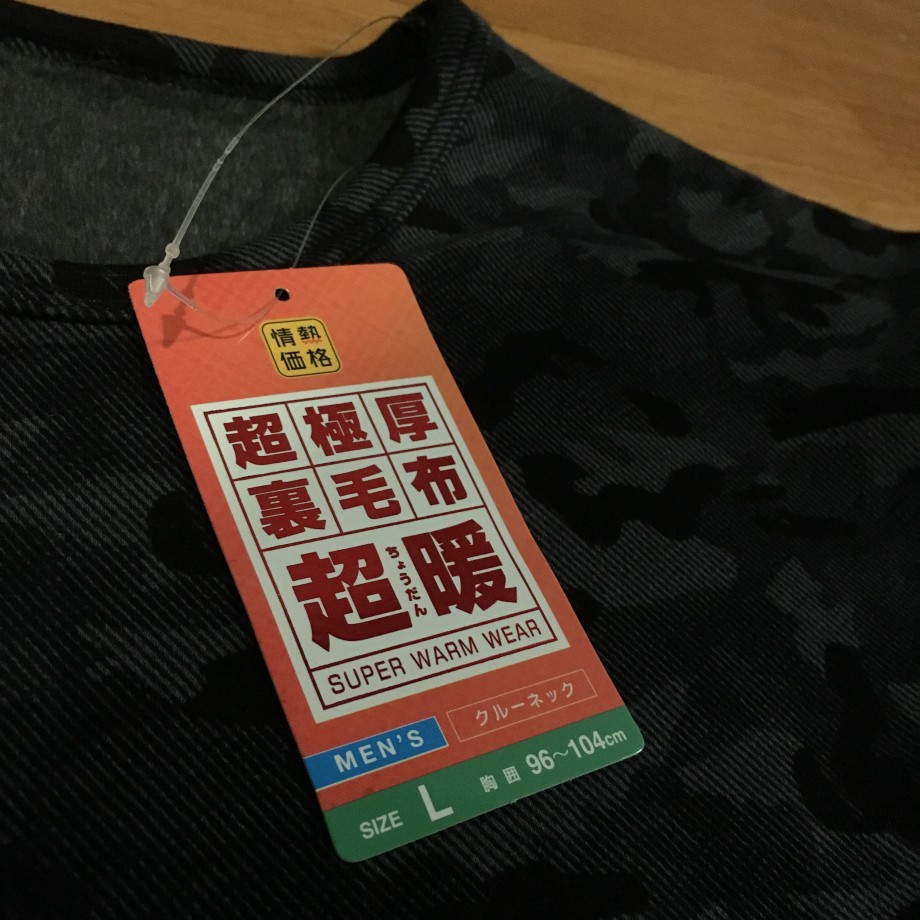 情熱
価格
超極厚
裏毛布
超暖
ちょうだん
SUPER WARM WEAR
MEN'S
クルーネック
SIZE L 胸囲 96〜104cm